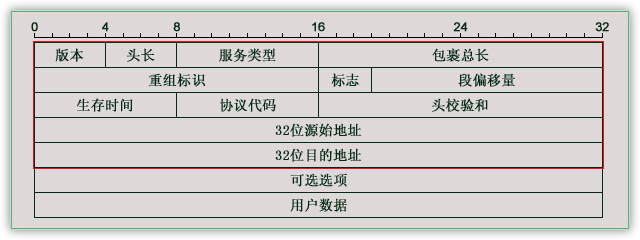 0 4 8 16 24 32
版本 头长 服务类型 包裹总长
重组标识 标志 段偏移量
生存时间 协议代码 头校验和
32位源始地址
32位目的地址
可选选项
用户数据